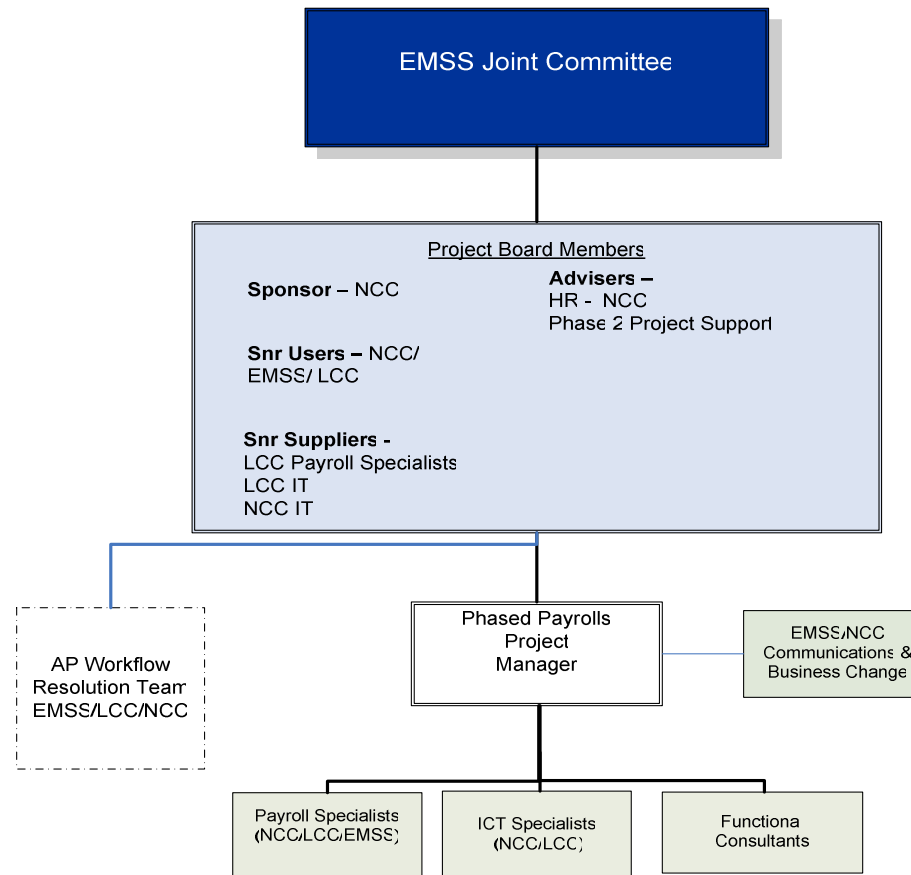 EMSS Joint Committee
Project Board Members
Sponsor – NCC
Snr Users – NCC/
EMSS/ LCC
Snr Suppliers -
LCC Payroll Specialists
LCC IT
NCC IT
Advisers –
HR - NCC
Phase 2 Project Support
AP Workflow
Resolution Team
EMSS/LCC/NCC
Phased Payrolls
Project
Manager
EMSS/NCC
Communications &
Business Change
Payroll Specialists
(NCC/LCC/EMSS)
ICT Specialists
(NCC/LCC)
Functiona
Consultants